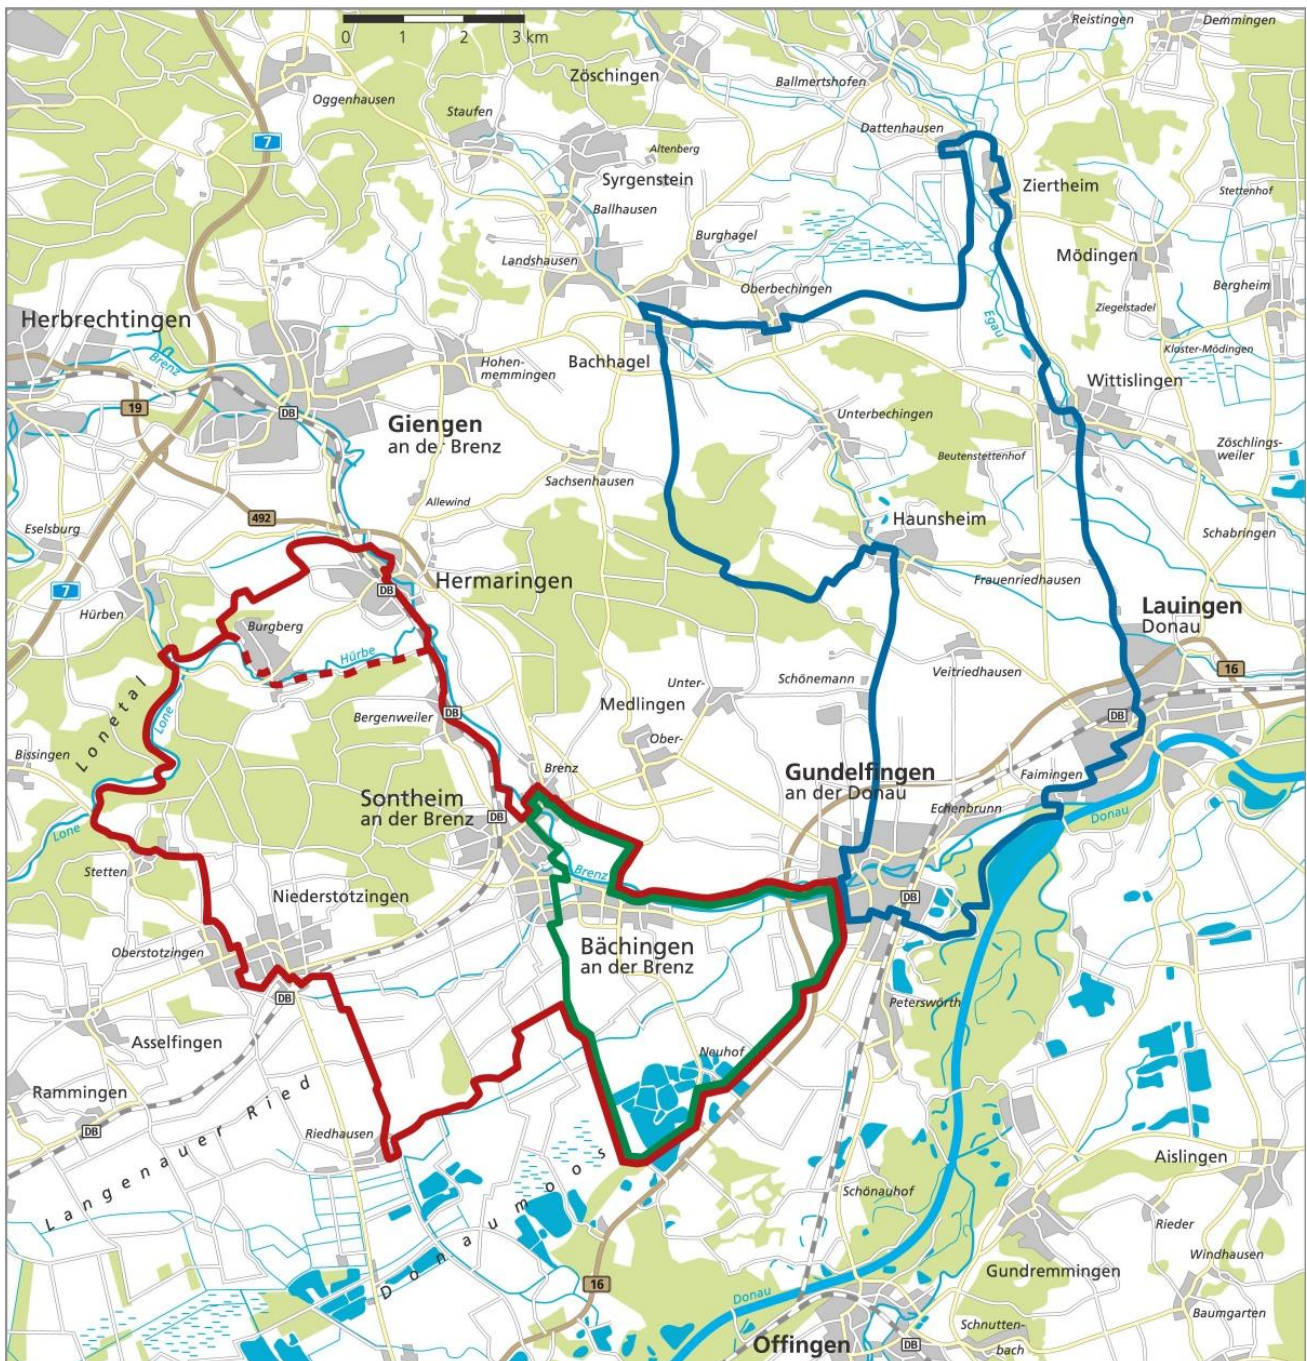 0 1 2 3 km
Reistingen
Demmingen
Zöschingen
Ballmertshofen
Oggenhausen
Staufen
Dattenhausen
7
Altenberg
Syrgenstein
Ziertheim
Stettenhof
Ballhausen
Burghagel
Mödingen
Landshausen
Oberbechingen
Bergheim
Ziegelstadel
Herbrechtingen
Egau
Brenz
Kloster-Mödingen
Hohen-
memmingen
Bachhagel
Wittislingen
19
DB
Giengen
an der Brenz
Unterbechingen
Zöschlings-
weiler
Beutenstettenhof
Sachsenhausen
Allewind
492
Haunsheim
Eselsburg
Schabringen
7
DB
Hermaringen
Frauenriedhausen
Hürben
Lauingen
Donau
Burgberg
Hürbe
16
Veitriedhausen
Schönemann
Unter-
Medlingen
Ober-
Lonetal
Lone
Bergenweiler
DB
DB
Bissingen
Brenz
Gundelfingen
an der Donau
Faimingen
Sontheim
an der Brenz
DB
Echenbrunn
Donau
Lone
Stetten
Brenz
Niederstotzingen
DB
Oberstotzingen
Bächingen
an der Brenz
DB
Peterswörth
Asselfingen
Neuhof
Rammingen
DB
Langenauer Ried
Riedhausen
Donaumoos
Aislingen
Schönauhof
Rieder
Windhausen
Gundremmingen
16
Donau
Baumgarten
Offingen
DB
Schnutten-
bach